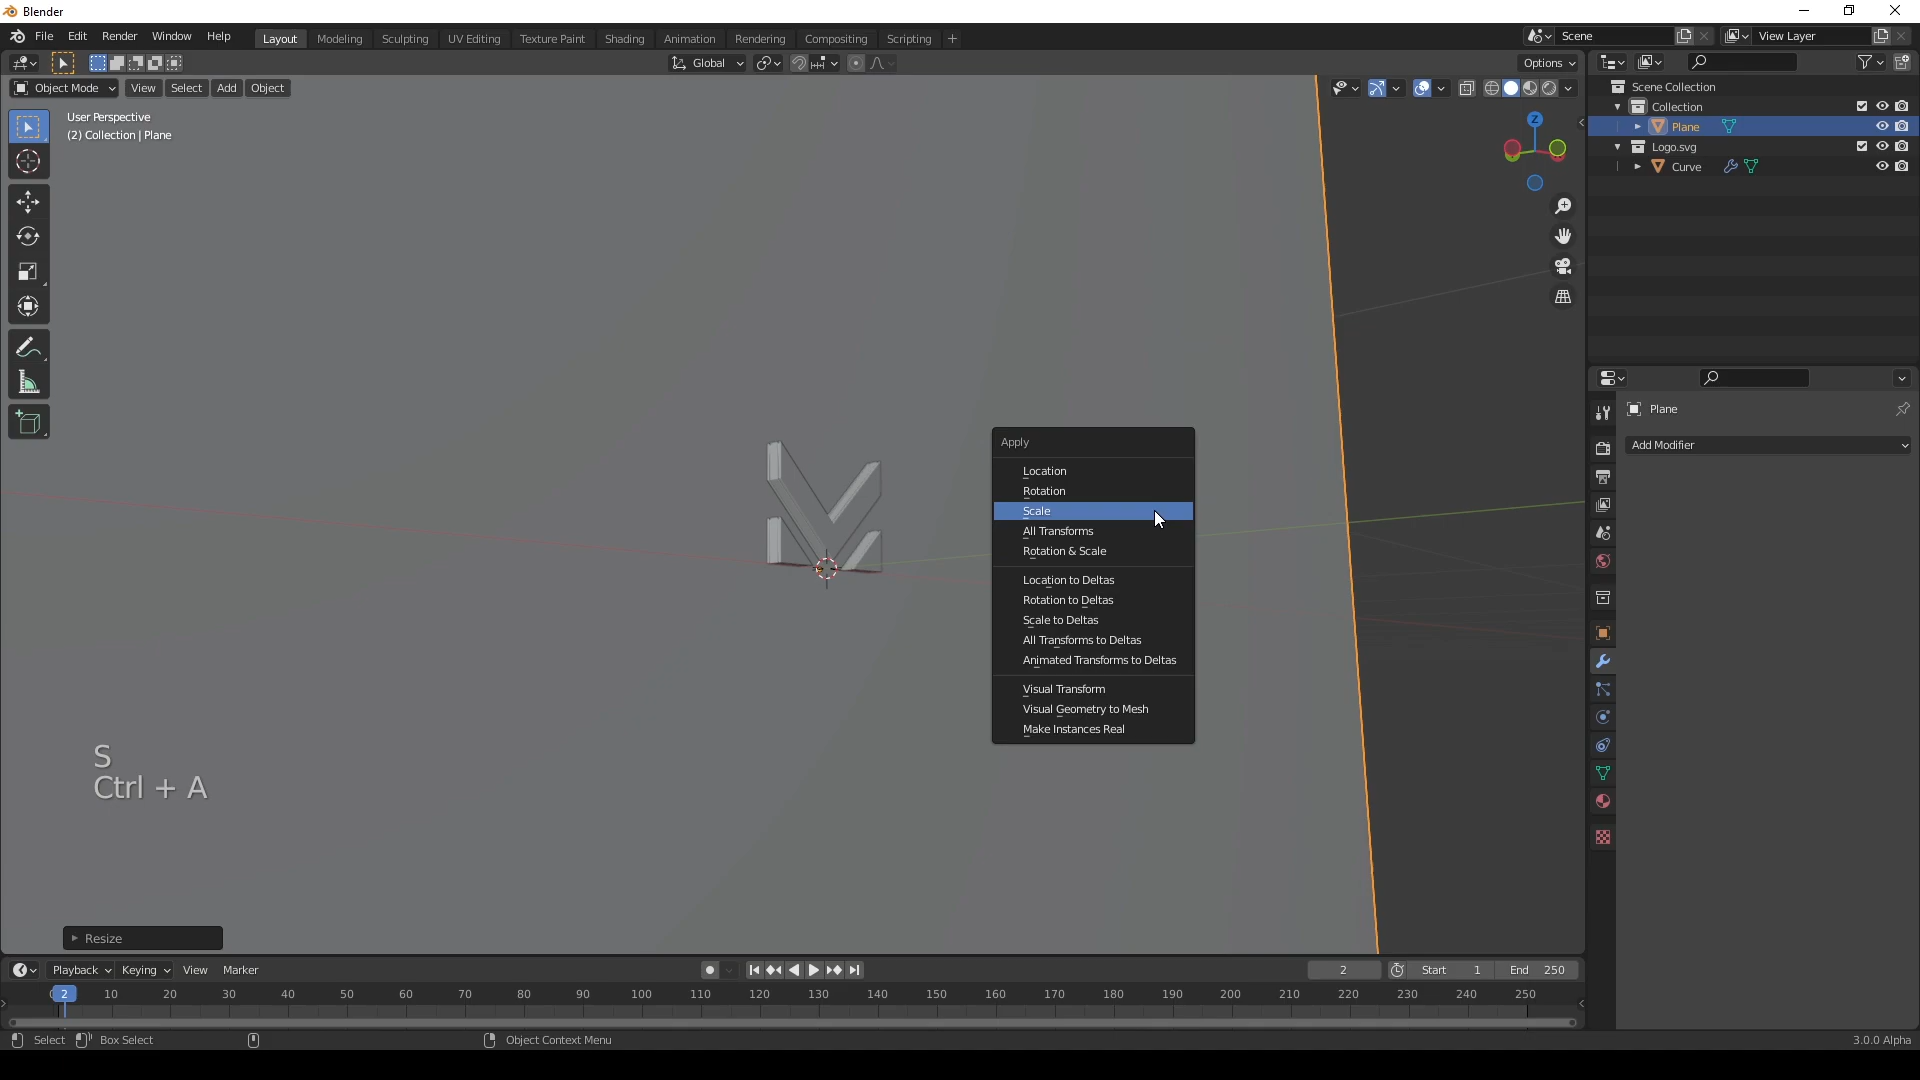 Blender
File Edit Render Window Help
Layout Modeling Sculpting UV Editing Texture Paint Shading Animation Rendering Compositing Scripting
Scene
View Layer
Global
Options
Object Mode View Select Add Object
User Perspective
(2) Collection | Plane
Z
Scene Collection
Collection
Plane
Logo.svg
Curve
Plane
Add Modifier
Apply
Location
Rotation
Scale
All Transforms
Rotation & Scale
Location to Deltas
Rotation to Deltas
Scale to Deltas
All Transforms to Deltas
Animated Transforms to Deltas
Visual Transform
Visual Geometry to Mesh
Make Instances Real
S
Ctrl + A
Resize
Playback Keying View Marker
2 Start 1 End 250
2 10 20 30 40 50 60 70 80 90 100 110 120 130 140 150 160 170 180 190 200 210 220 230 240 250
Select Box Select Object Context Menu 3.0.0 Alpha